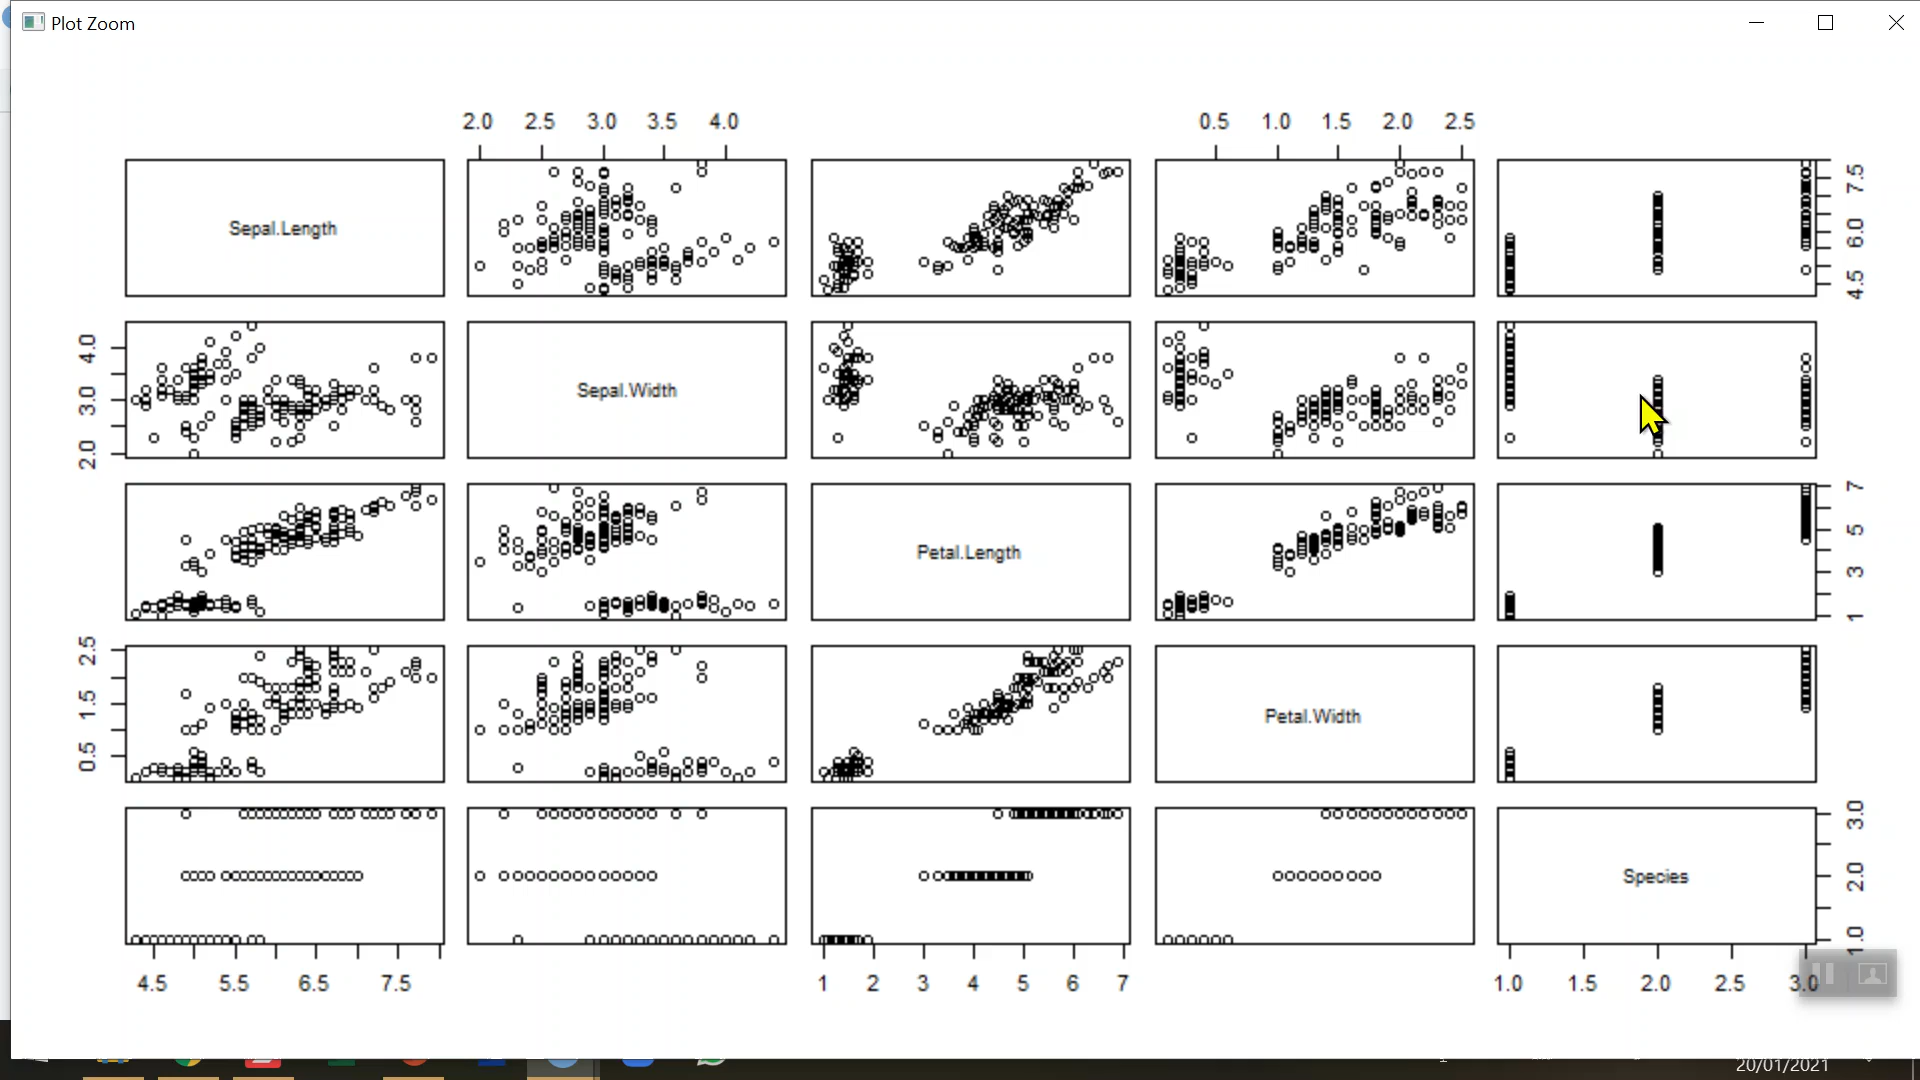 Plot Zoom
2.0 2.5 3.0 3.5 4.0
0.5 1.0 1.5 2.0 2.5
Sepal.Length
4.5 6.0 7.5
2.0 3.0 4.0
Sepal.Width
Petal.Length
1 3 5 7
0.5 1.5 2.5
Petal.Width
Species
1.0 2.0 3.0
4.5 5.5 6.5 7.5
1 2 3 4 5 6 7
1.0 1.5 2.0 2.5 3.0
20/01/2021